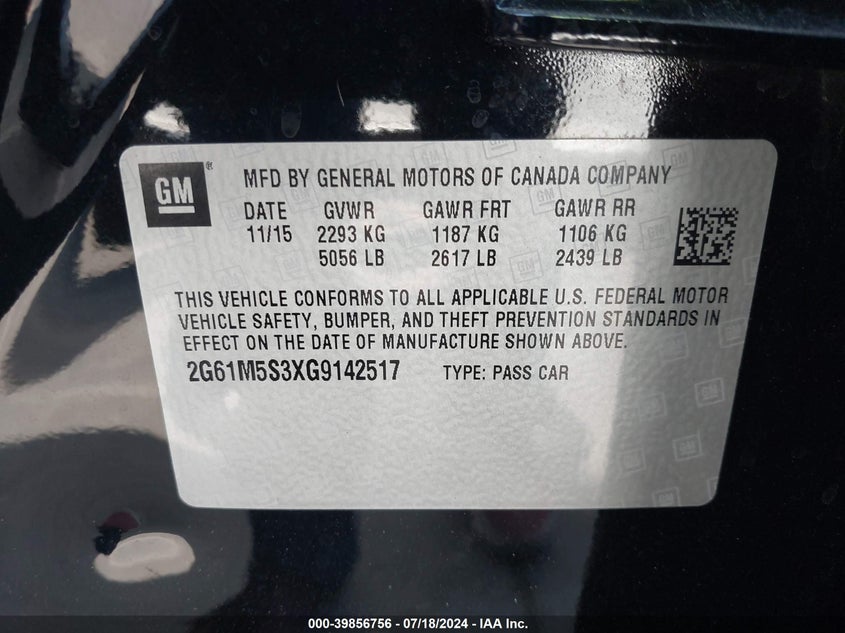 GM
MFD BY GENERAL MOTORS OF CANADA COMPANY
DATE GVWR GAWR FRT GAWR RR
11/15 2293 KG 1187 KG 1106 KG
5056 LB 2617 LB 2439 LB
THIS VEHICLE CONFORMS TO ALL APPLICABLE U.S. FEDERAL MOTOR
VEHICLE SAFETY, BUMPER, AND THEFT PREVENTION STANDARDS IN
EFFECT ON THE DATE OF MANUFACTURE SHOWN ABOVE.
2G61M5S3XG9142517 TYPE: PASS CAR
000-39856756 - 07/18/2024 - IAA Inc.